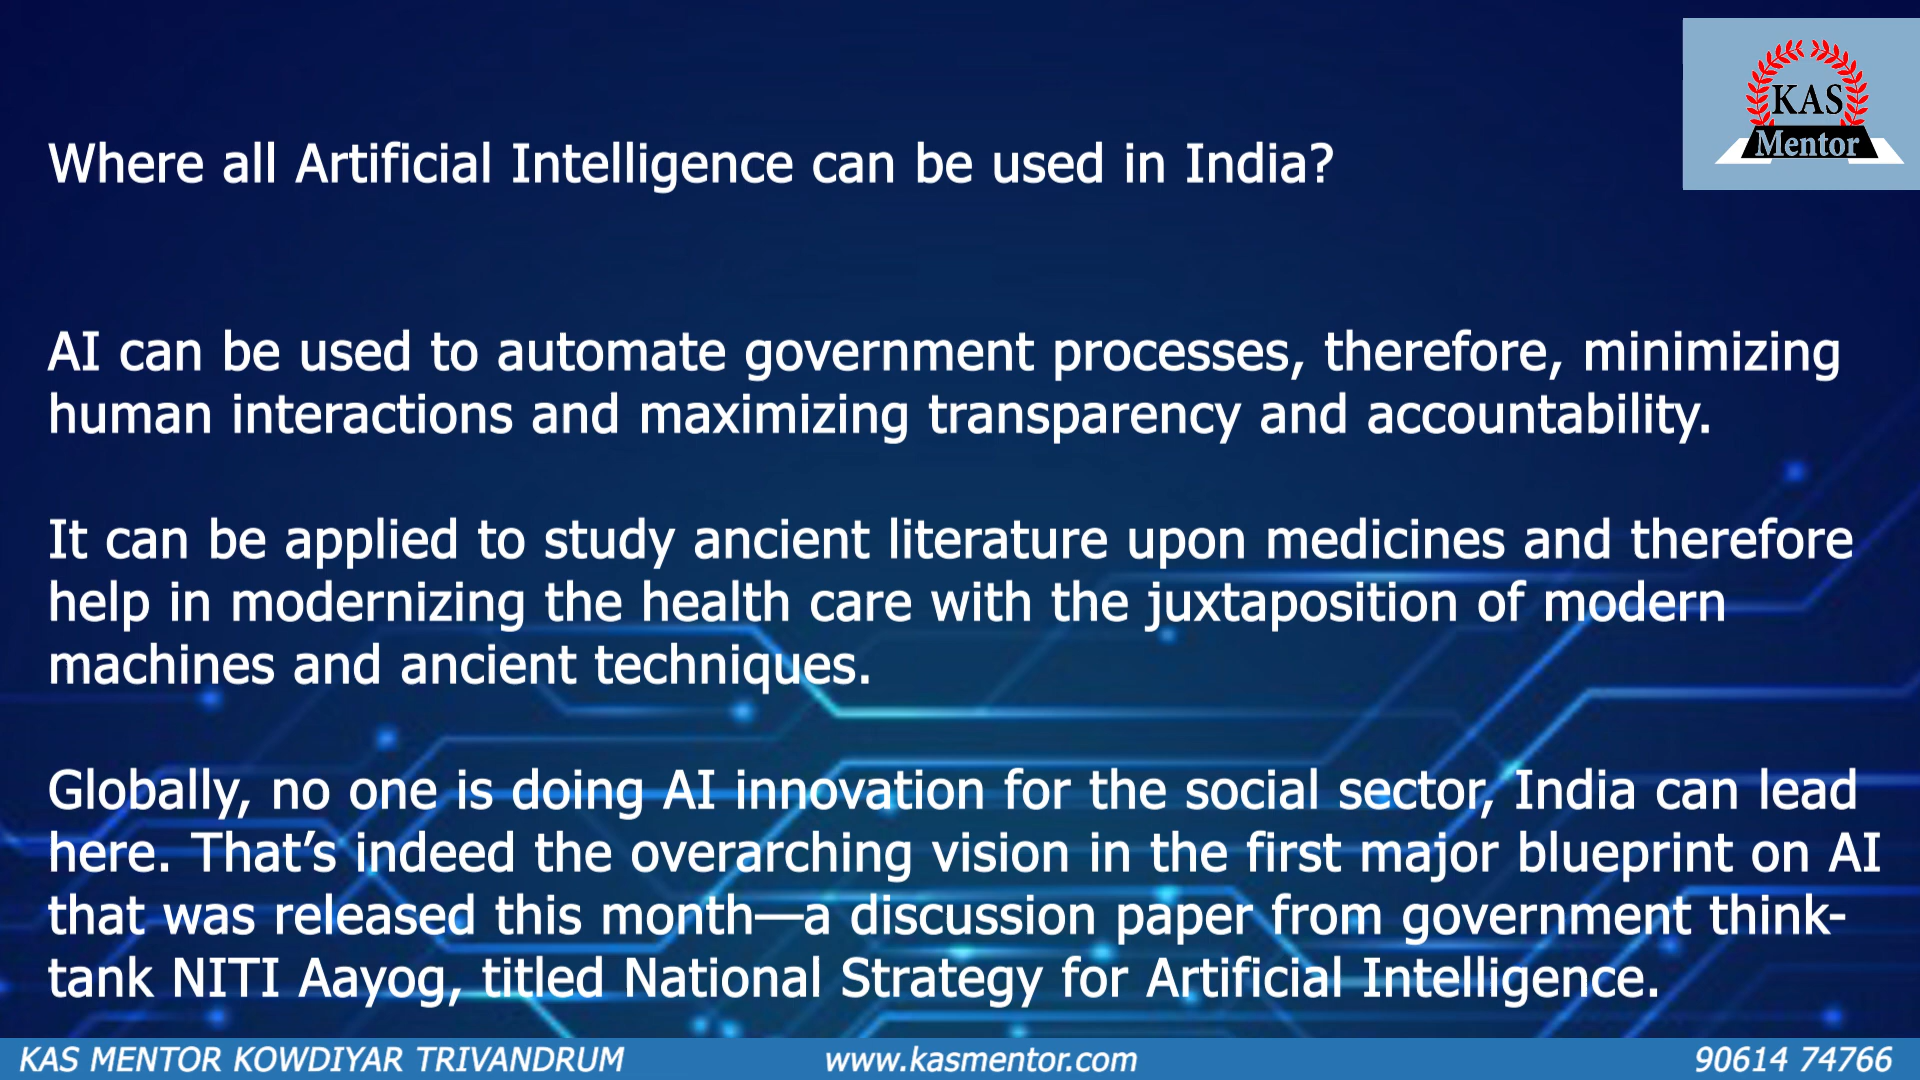 KAS
Mentor
Where all Artificial Intelligence can be used in India?
AI can be used to automate government processes, therefore, minimizing
human interactions and maximizing transparency and accountability.
It can be applied to study ancient literature upon medicines and therefore
help in modernizing the health care with the juxtaposition of modern
machines and ancient techniques.
Globally, no one is doing AI innovation for the social sector, India can lead
here. That’s indeed the overarching vision in the first major blueprint on AI
that was released this month—a discussion paper from government think-
tank NITI Aayog, titled National Strategy for Artificial Intelligence.
KAS MENTOR KOWDIYAR TRIVANDRUM www.kasmentor.com 90614 74766